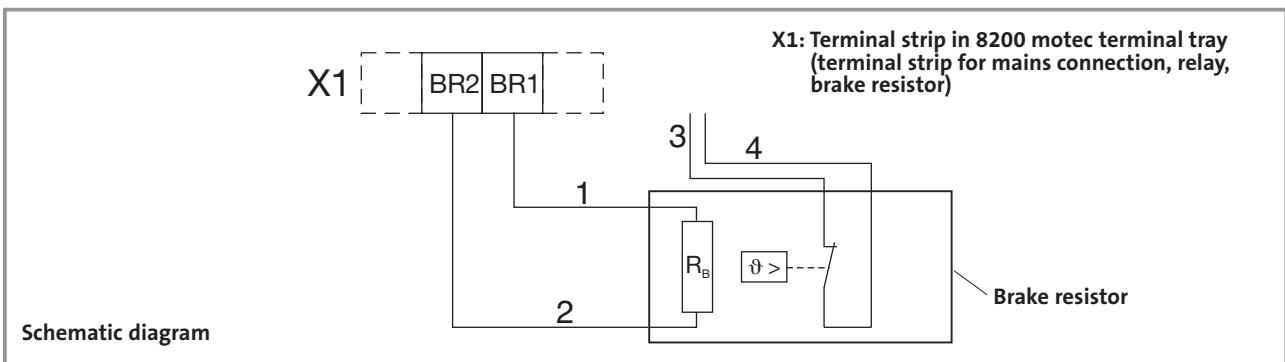 X1: Terminal strip in 8200 motec terminal tray
(terminal strip for mains connection, relay,
brake resistor)
X1
BR2 BR1
3
4
1
R_B
ϑ >
2
Brake resistor
Schematic diagram